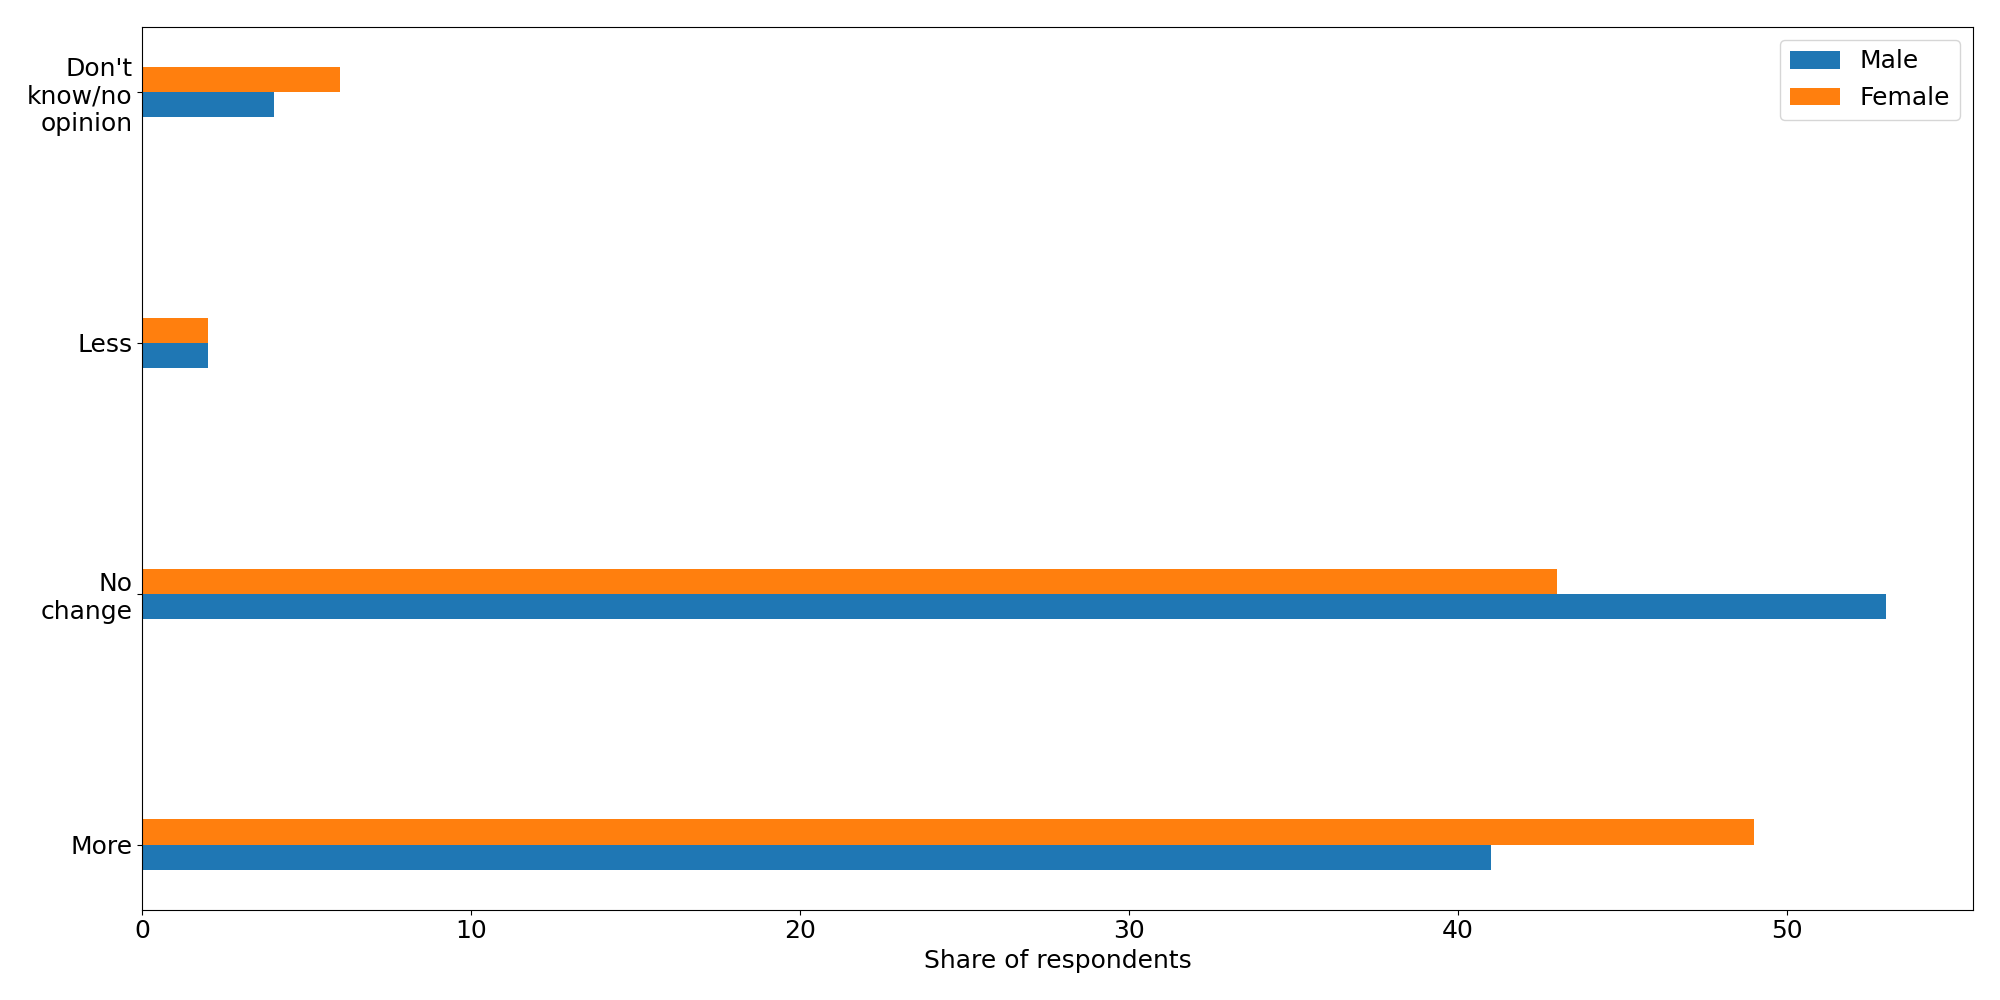 Don't
know/no
opinion
Less
No
change
More
0 10 20 30 40 50
Share of respondents
Male
Female